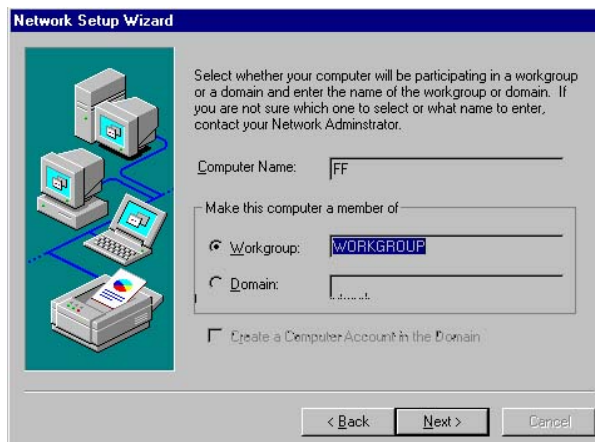 Network Setup Wizard
Select whether your computer will be participating in a workgroup
or a domain and enter the name of the workgroup or domain. If
you are not sure which one to select or what name to enter,
contact your Network Adminstrator.
Computer Name: FF
Make this computer a member of
Workgroup: WORKGROUP
Domain:
Create a Computer Account in the Domain
< Back Next > Cancel